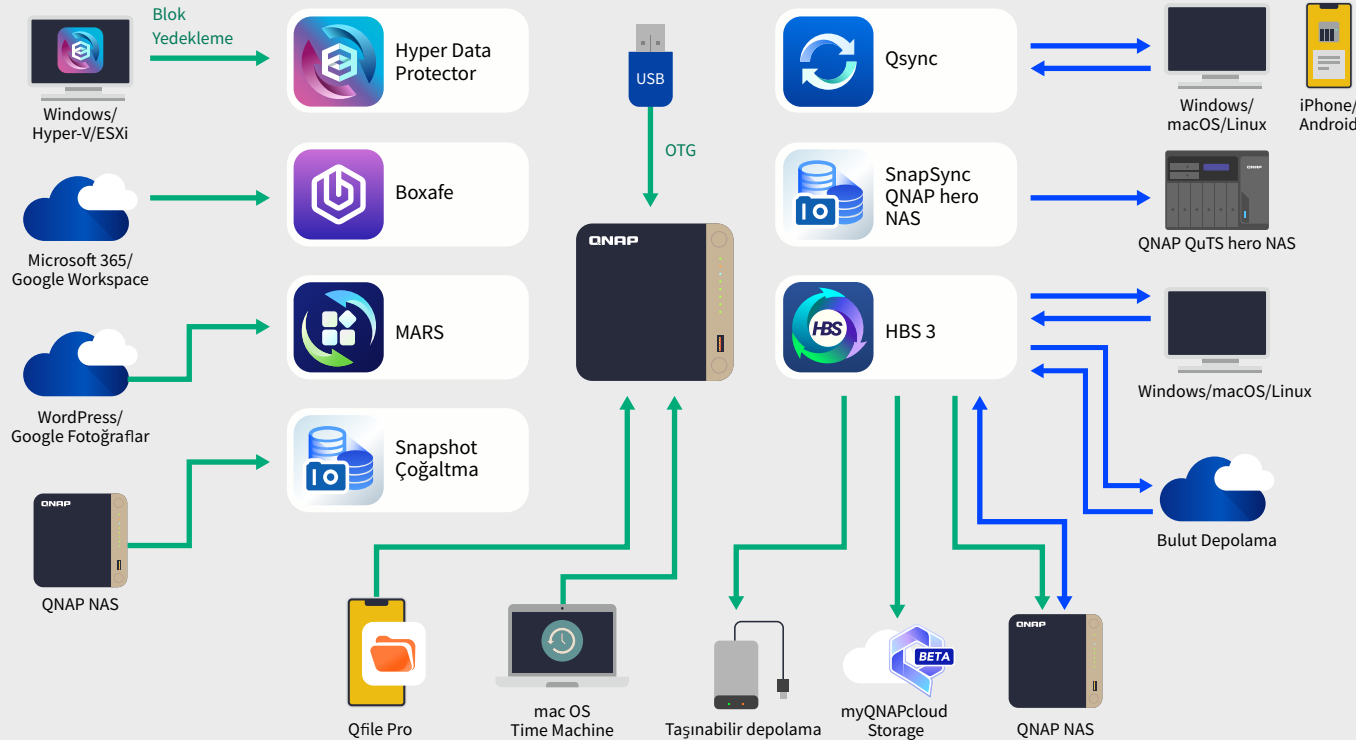 Blok
Yedekleme
Windows/
Hyper-V/ESXi
Hyper Data
Protector
Microsoft 365/
Google Workspace
Boxafe
WordPress/
Google Fotoğraflar
MARS
QNAP
QNAP NAS
Snapshot
Çoğaltma
USB
OTG
QNAP
Qfile Pro
mac OS
Time Machine
Qsync
Windows/
macOS/Linux
iPhone/
Android
SnapSync
QNAP hero
NAS
QNAP
QNAP QuTS hero NAS
HBS
HBS 3
Windows/macOS/Linux
Bulut Depolama
Taşınabilir depolama
BETA
myQNAPcloud
Storage
QNAP
QNAP NAS